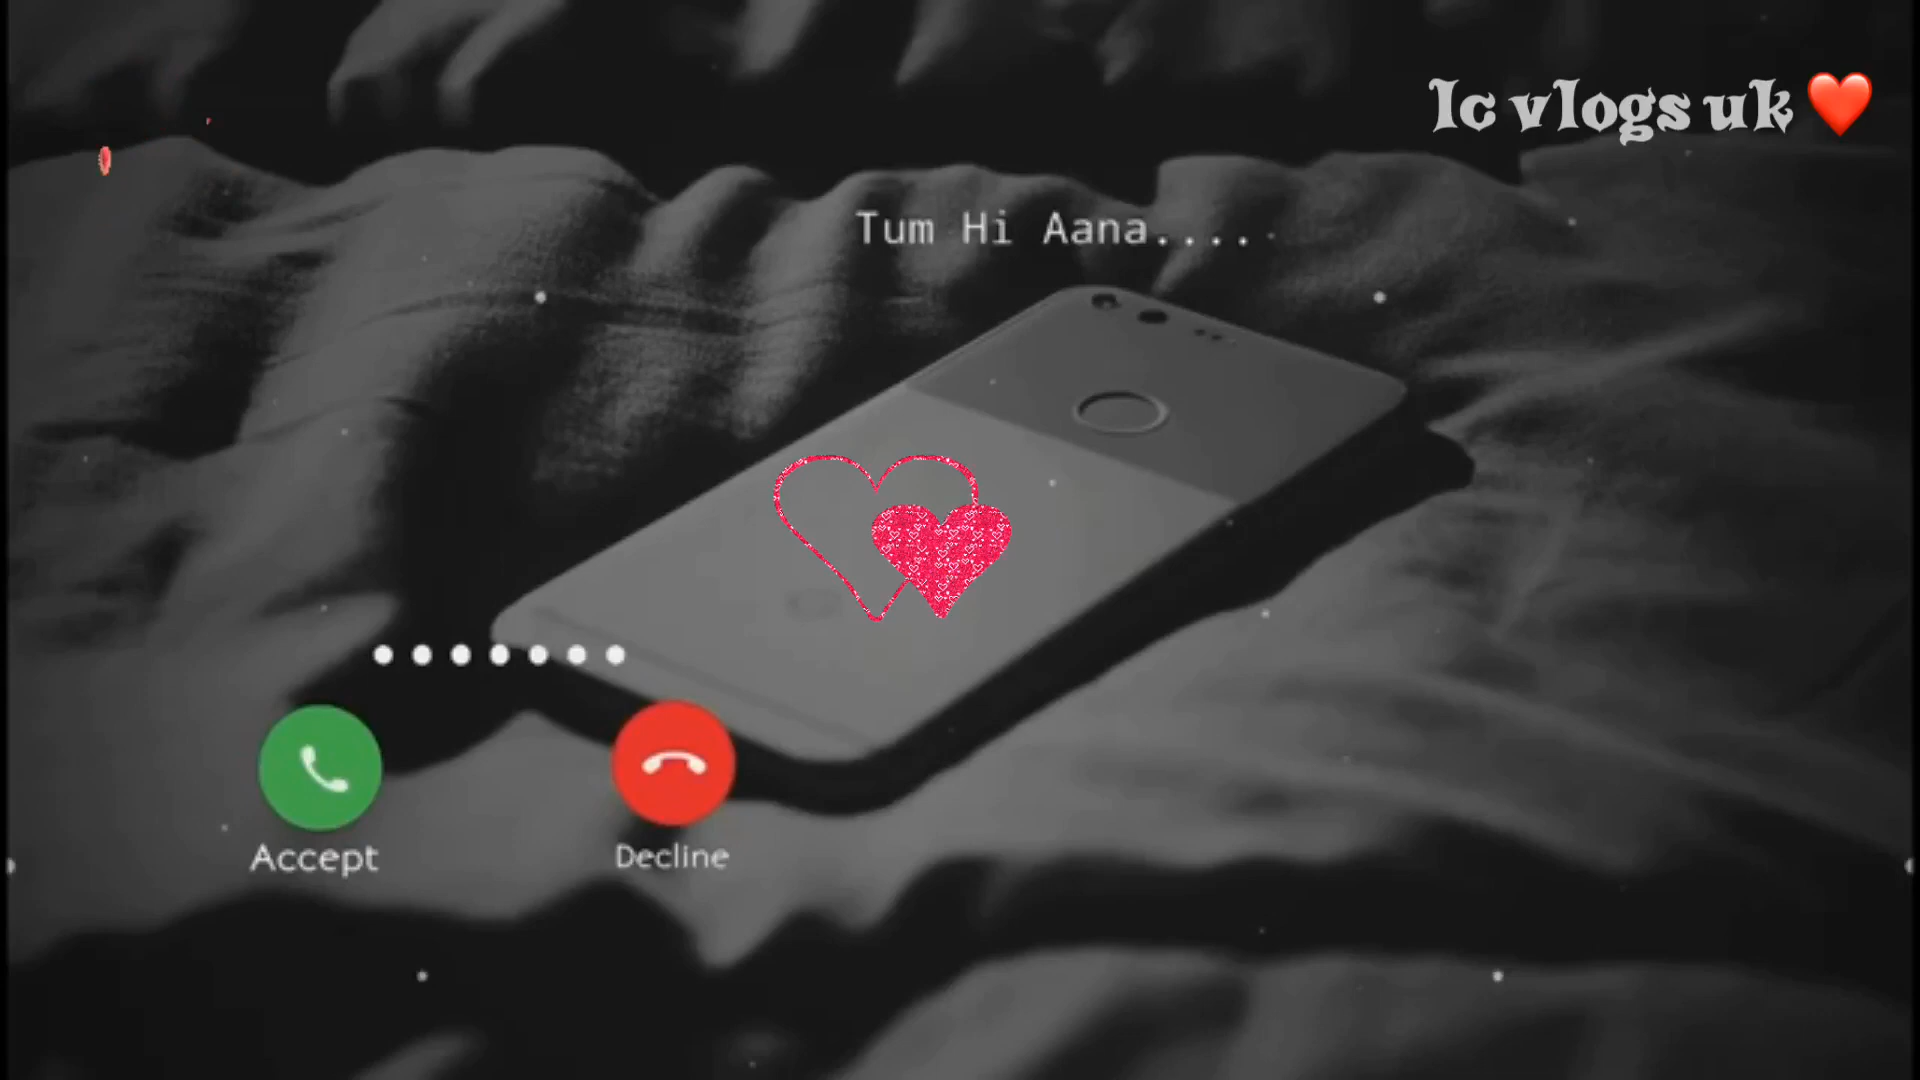 Ic vlogs uk ❤️
Tum Hi Aana....
Accept
Decline